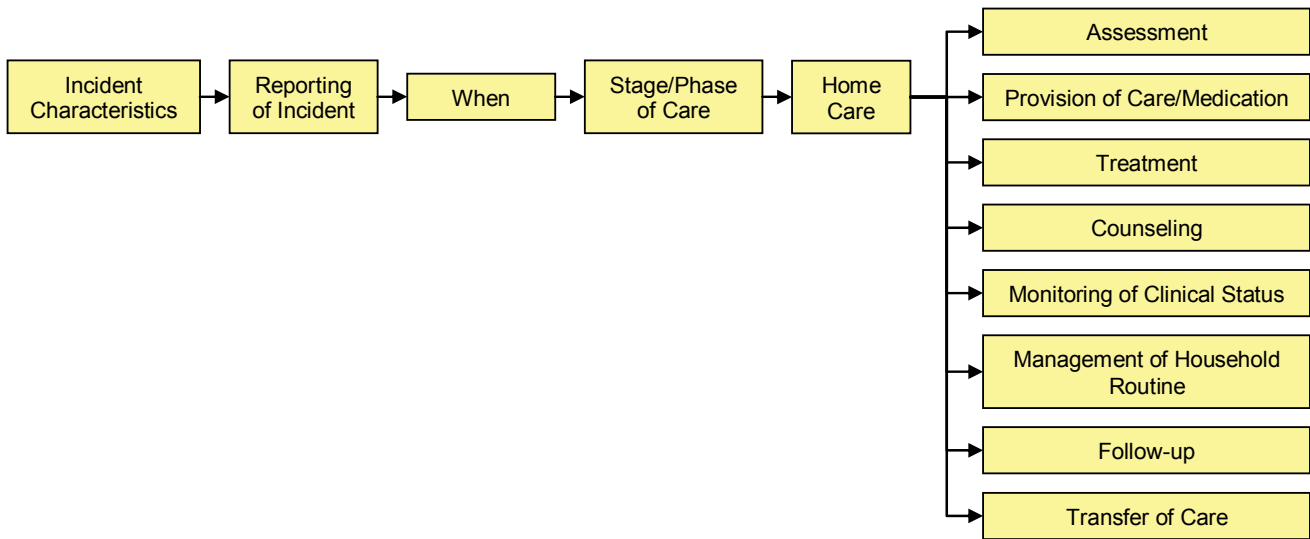 Incident
Characteristics
Reporting
of Incident
When
Stage/Phase
of Care
Home
Care
Assessment
Provision of Care/Medication
Treatment
Counseling
Monitoring of Clinical Status
Management of Household
Routine
Follow-up
Transfer of Care